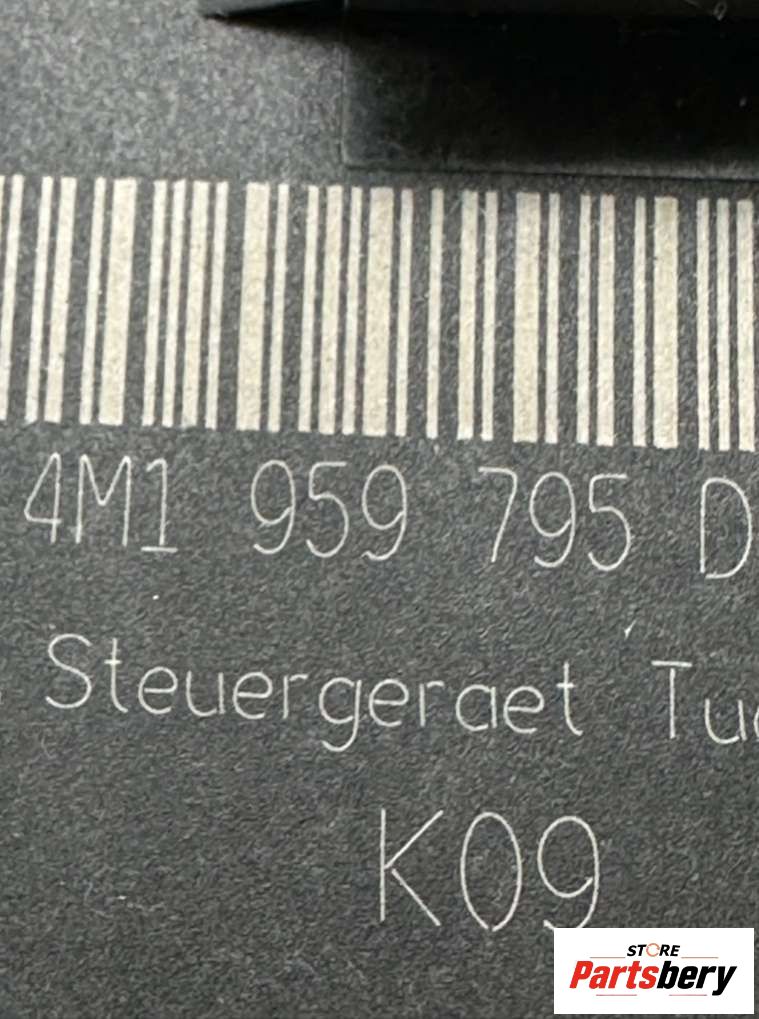 4M1 959 795 D
Steuergeraet
K09
STORE
Partsbery